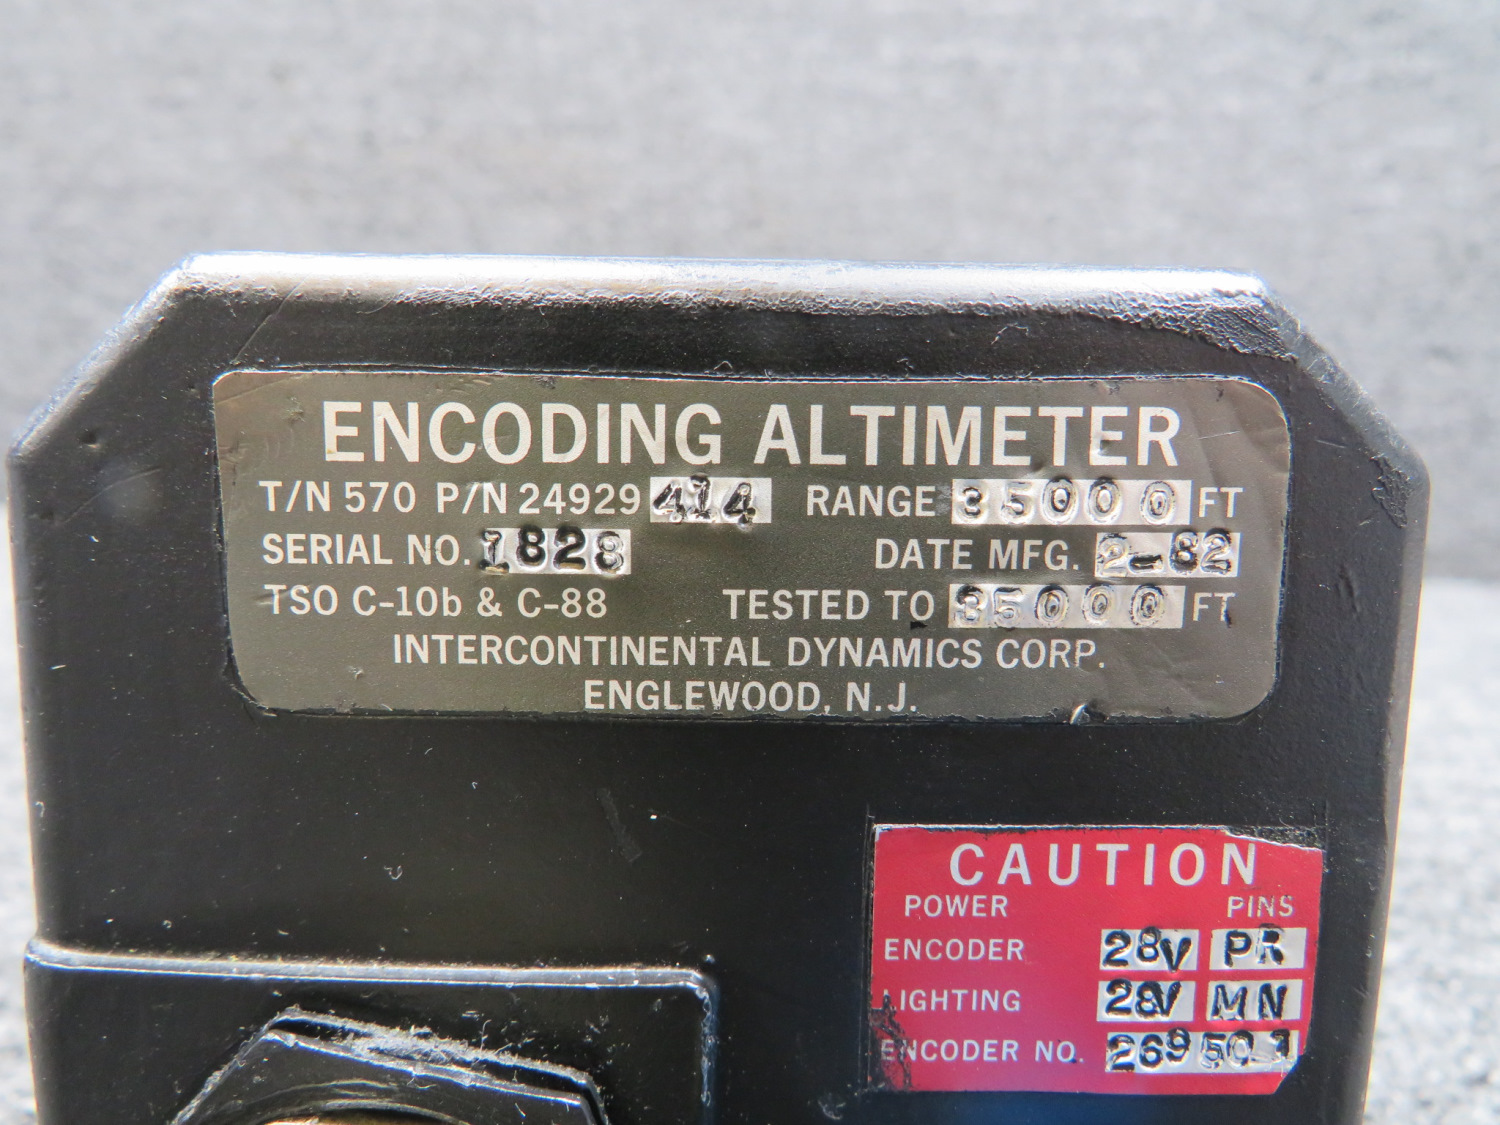 ENCODING ALTIMETER
T/N 570 P/N 24929 414 RANGE 35000 FT
SERIAL NO. 1828 DATE MFG. 2-82
TSO C-10b & C-88 TESTED TO 35000 FT
INTERCONTINENTAL DYNAMICS CORP.
ENGLEWOOD, N.J.
CAUTION
POWER PINS
ENCODER 28V PR
LIGHTING 28V MN
ENCODER NO. 26950-1